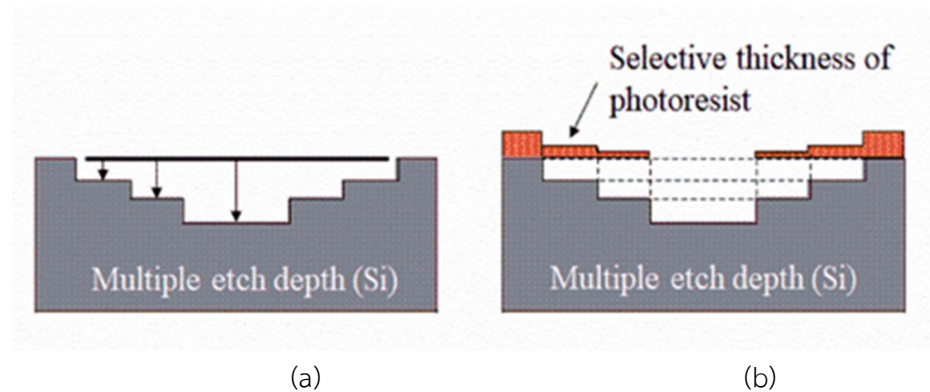 Selective thickness of
photoresist
Multiple etch depth (Si)
Multiple etch depth (Si)
(a)
(b)